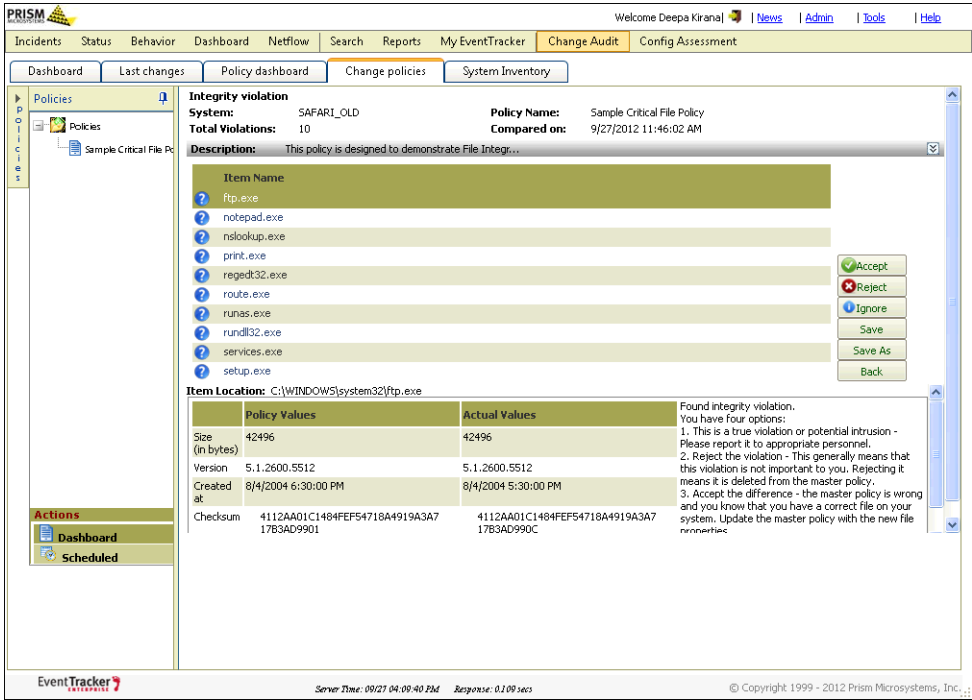 PRISM
MICROSYSTEMS
Welcome Deepa Kirana| | News | Admin | Tools | Help
Incidents Status Behavior Dashboard Netflow Search Reports My EventTracker Change Audit Config Assessment
Dashboard Last changes Policy dashboard Change policies System Inventory
Policies
Policies
Policies
Sample Critical File Po
Integrity violation
System: SAFARI_OLD Policy Name: Sample Critical File Policy
Total Violations: 10 Compared on: 9/27/2012 11:46:02 AM
Description: This policy is designed to demonstrate File Integr...
Item Name
ftp.exe
notepad.exe
nslookup.exe
print.exe
regedt32.exe
route.exe
runas.exe
rundll32.exe
services.exe
setup.exe
Accept
Reject
Ignore
Save
Save As
Back
Item Location: C:\WINDOWS\system32\ftp.exe
Policy Values Actual Values
Size (in bytes) 42496 42496
Version 5.1.2600.5512 5.1.2600.5512
Created at 8/4/2004 6:30:00 PM 8/4/2004 5:30:00 PM
Checksum 4112AA01C1484FEF54718A4919A3A7 4112AA01C1484FEF54718A4919A3A7
17B3AD9901 17B3AD990C
Found integrity violation.
You have four options:
1. This is a true violation or potential intrusion -
Please report it to appropriate personnel.
2. Reject the violation - This generally means that
this violation is not important to you. Rejecting it
means it is deleted from the master policy.
3. Accept the difference - the master policy is wrong
and you know that you have a correct file on your
system. Update the master policy with the new file
properties
Actions
Dashboard
Scheduled
EventTracker
ENTERPRISE
Server Time: 09/27 04:09:40 PM Response: 0.109 secs
© Copyright 1999 - 2012 Prism Microsystems, Inc.